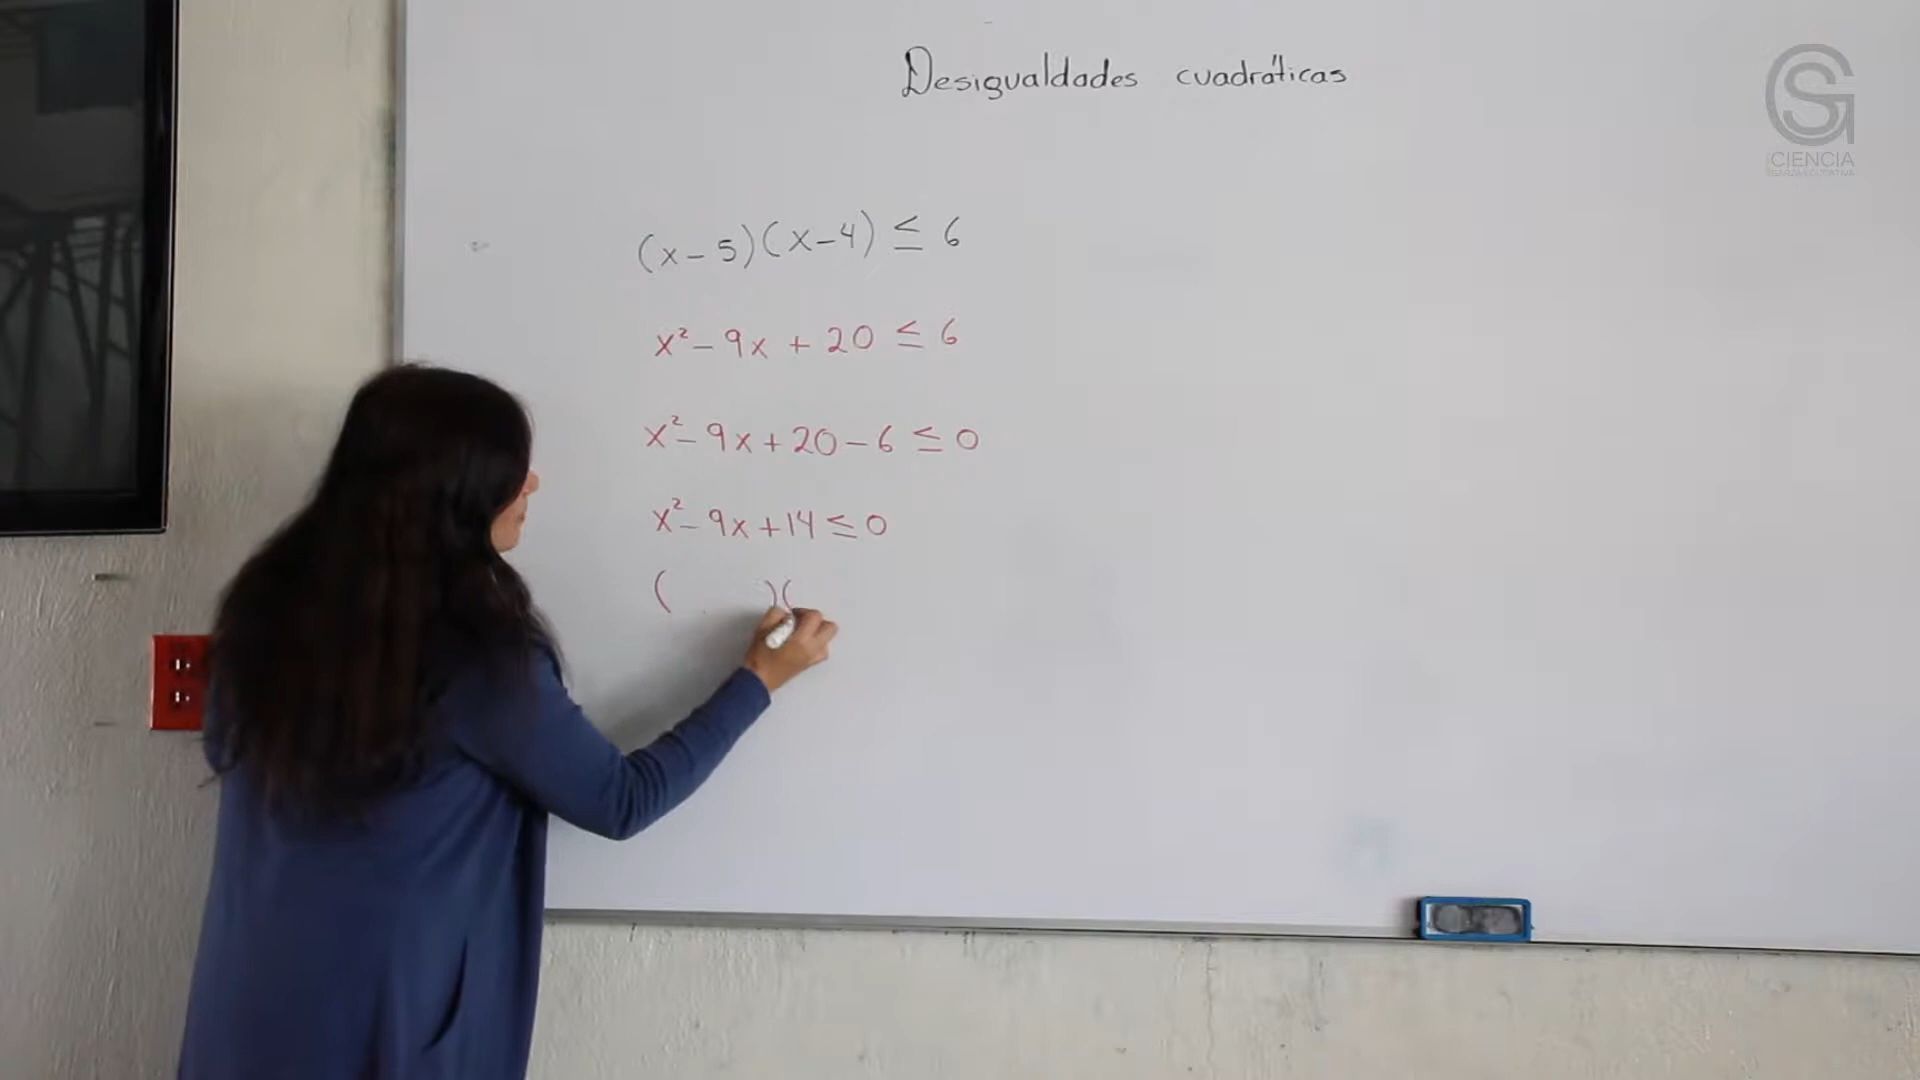 Desigualdades cuadráticas
CIENCIA
(x-5)(x-4) ≤ 6
x² - 9x + 20 ≤ 6
x² - 9x + 20 - 6 ≤ 0
x² - 9x + 14 ≤ 0
( )(